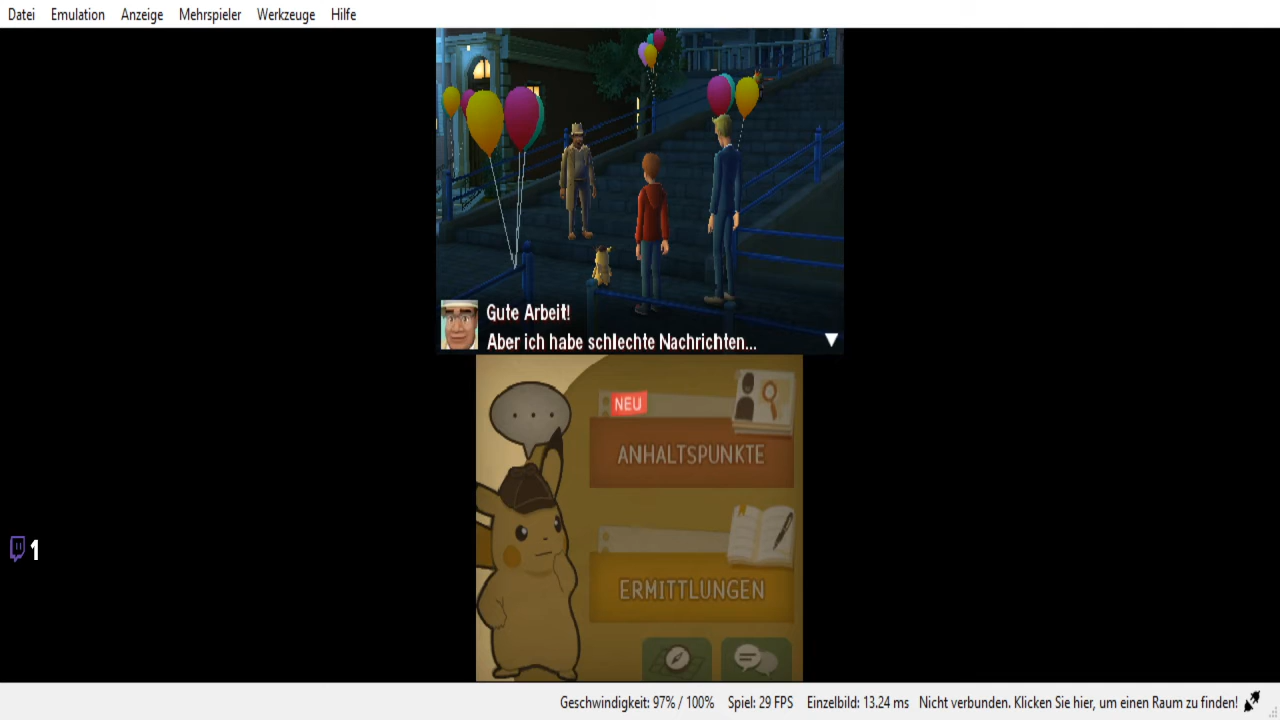 Datei Emulation Anzeige Mehrspieler Werkzeuge Hilfe
Gute Arbeit!
Aber ich habe schlechte Nachrichten...
...
NEU
ANHALTSPUNKTE
ERMITTLUNGEN
1
Geschwindigkeit: 97% / 100% Spiel: 29 FPS Einzelbild: 13.24 ms Nicht verbunden. Klicken Sie hier, um einen Raum zu finden!